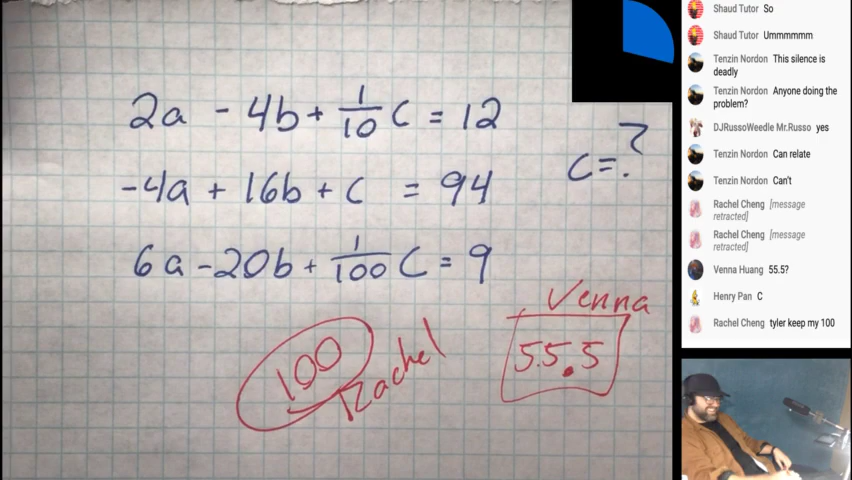 2a - 4b + 1/10 c = 12
-4a + 16b + c = 94
6a - 20b + 1/100 c = 9
c = ?
Venna
55.5
100
Rachel
Shaud Tutor So
Shaud Tutor Ummmmmm
Tenzin Nordon This silence is
deadly
Tenzin Nordon Anyone doing the
problem?
DJRussoWeedle Mr.Russo yes
Tenzin Nordon Can relate
Tenzin Nordon Can't
Rachel Cheng [message
retracted]
Rachel Cheng [message
retracted]
Venna Huang 55.5?
Henry Pan C
Rachel Cheng tyler keep my 100